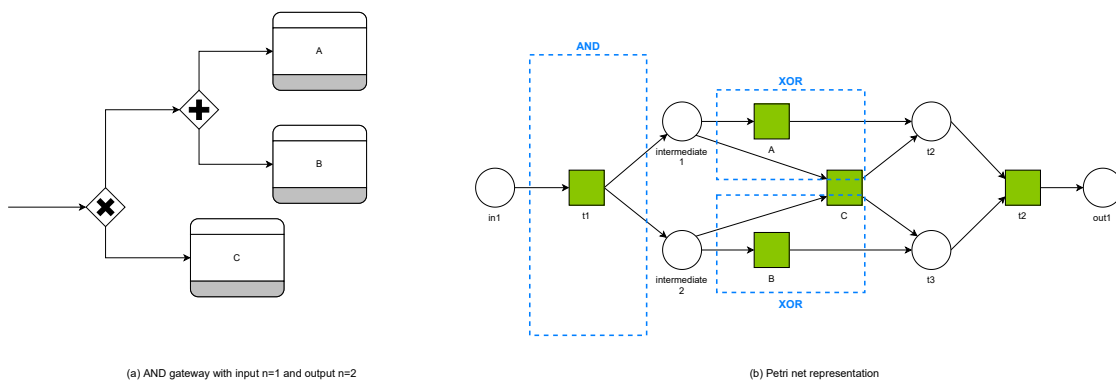 A
B
C
(a) AND gateway with input n=1 and output n=2
AND
XOR
in1
t1
intermediate
1
intermediate
2
A
C
B
XOR
t2
t3
t2
out1
(b) Petri net representation